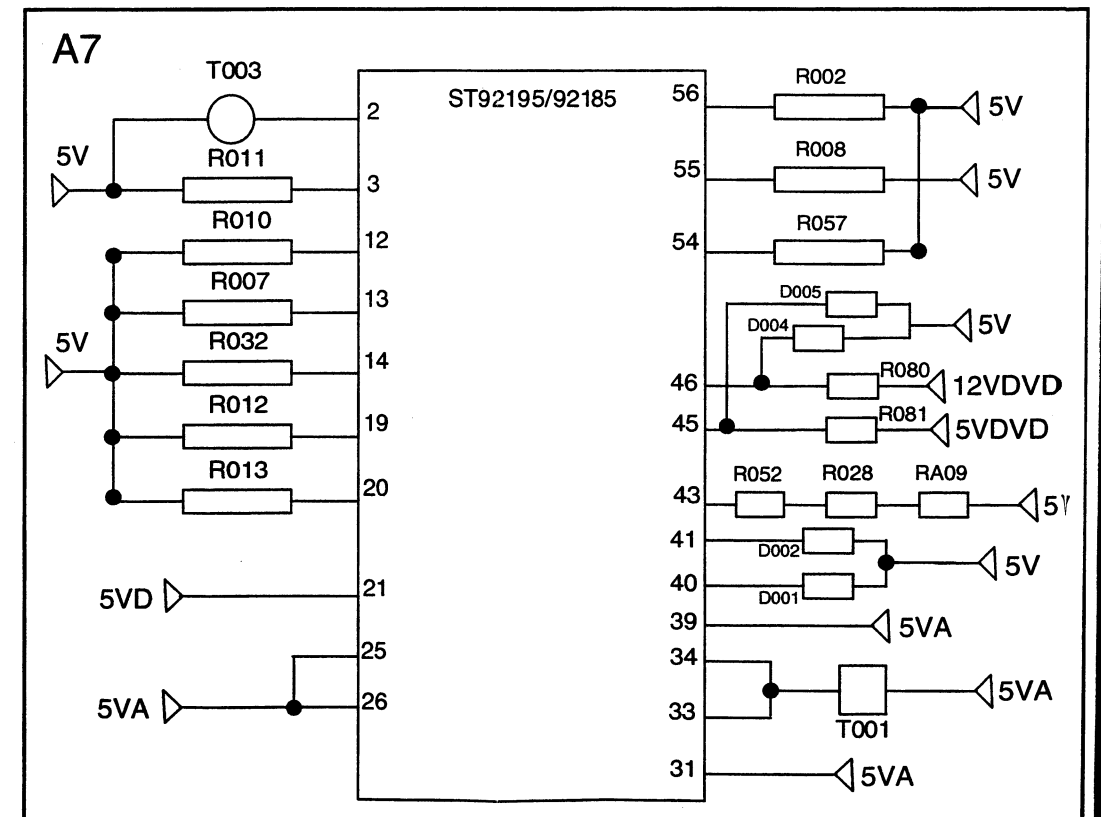 A7
ST92195/92185
T003
2
5V
R011
3
R010
12
R007
13
5V
R032
14
R012
19
R013
20
5VD
21
25
5VA
26
56
R002
5V
55
R008
5V
54
R057
D005
D004
5V
46
R080
12VDVD
45
R081
5VDVD
43
R052
R028
RA09
5V
41
D002
5V
40
D001
39
5VA
34
33
T001
5VA
31
5VA